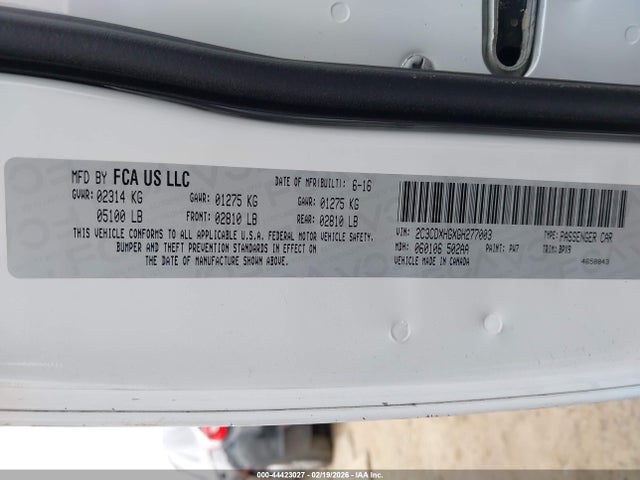 MFD BY FCA US LLC
DATE OF MFR(BUILT): 6-16
GVWR: 02314 KG GAWR: 01275 KG GAWR: 01275 KG
05100 LB FRONT: 02810 LB REAR: 02810 LB
THIS VEHICLE CONFORMS TO ALL APPLICABLE U.S.A. FEDERAL MOTOR VEHICLE SAFETY,
BUMPER AND THEFT PREVENTION STANDARDS IN EFFECT ON
THE DATE OF MANUFACTURE SHOWN ABOVE.
VIN: 2C3CDXHGXGH277003 TYPE: PASSENGER CAR
MDH: 060106 502AA PAINT: PW7 TRIM: BPX9
VEHICLE MADE IN CANADA 4658043
000-44423027 - 02/19/2026 - IAA Inc.